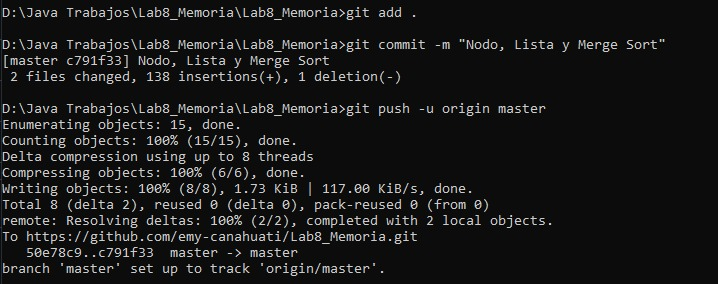 D:\Java Trabajos\Lab8_Memoria\Lab8_Memoria>git add .
D:\Java Trabajos\Lab8_Memoria\Lab8_Memoria>git commit -m "Nodo, Lista y Merge Sort"
[master c791f33] Nodo, Lista y Merge Sort
 2 files changed, 138 insertions(+), 1 deletion(-)
D:\Java Trabajos\Lab8_Memoria\Lab8_Memoria>git push -u origin master
Enumerating objects: 15, done.
Counting objects: 100% (15/15), done.
Delta compression using up to 8 threads
Compressing objects: 100% (6/6), done.
Writing objects: 100% (8/8), 1.73 KiB | 117.00 KiB/s, done.
Total 8 (delta 2), reused 0 (delta 0), pack-reused 0 (from 0)
remote: Resolving deltas: 100% (2/2), completed with 2 local objects.
To https://github.com/emy-canahuati/Lab8_Memoria.git
   50e78c9..c791f33  master -> master
branch 'master' set up to track 'origin/master'.